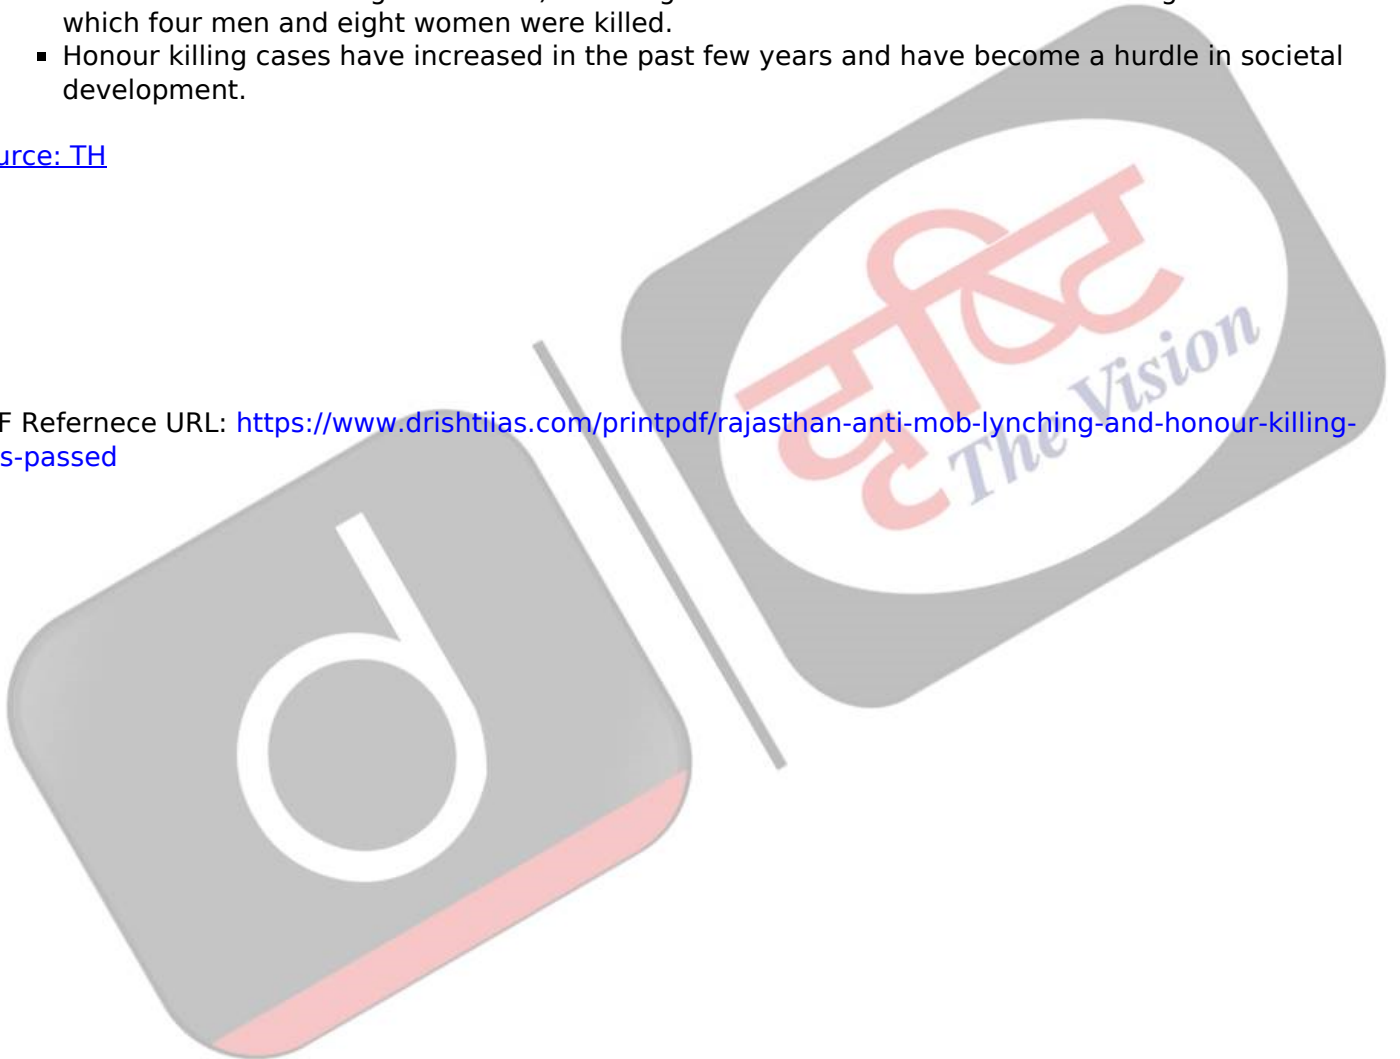 which four men and eight women were killed.
▪ Honour killing cases have increased in the past few years and have become a hurdle in societal
development.
urce: TH
F Refernece URL: https://www.drishtiias.com/printpdf/rajasthan-anti-mob-lynching-and-honour-killing-
s-passed
दृष्टि
The Vision
d